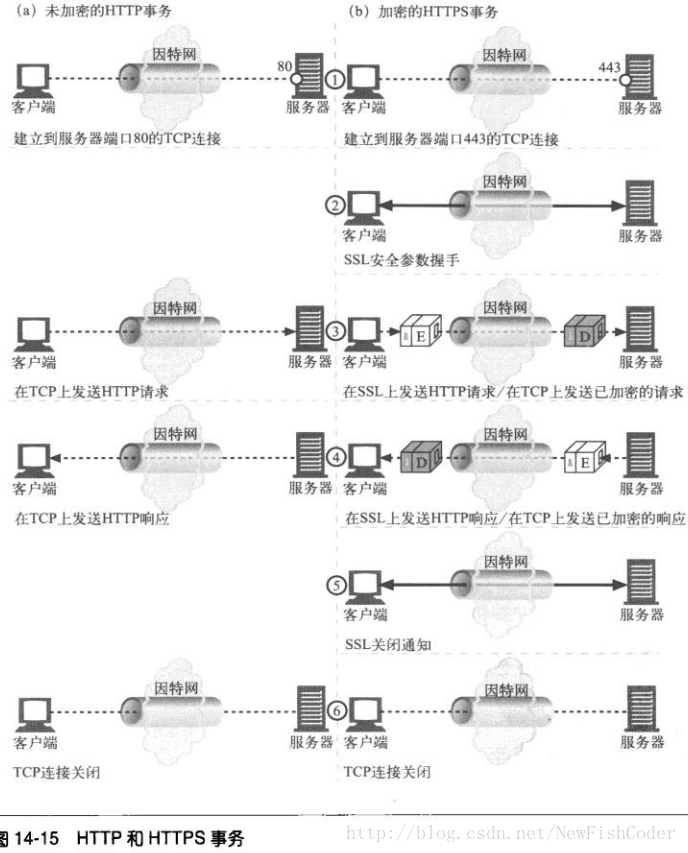 (a) 未加密的HTTP事务
(b) 加密的HTTPS事务
因特网
80
客户端
服务器
建立到服务器端口80的TCP连接
①
因特网
443
客户端
服务器
建立到服务器端口443的TCP连接
②
因特网
客户端
服务器
SSL安全参数握手
因特网
客户端
服务器
在TCP上发送HTTP请求
③
E
因特网
D
客户端
服务器
在SSL上发送HTTP请求/在TCP上发送已加密的请求
因特网
客户端
服务器
在TCP上发送HTTP响应
④
D
因特网
E
客户端
服务器
在SSL上发送HTTP响应/在TCP上发送已加密的响应
⑤
因特网
客户端
服务器
SSL关闭通知
因特网
客户端
服务器
TCP连接关闭
⑥
因特网
客户端
服务器
TCP连接关闭
图 14-15 HTTP 和 HTTPS 事务
http://blog.csdn.net/NewFishCoder